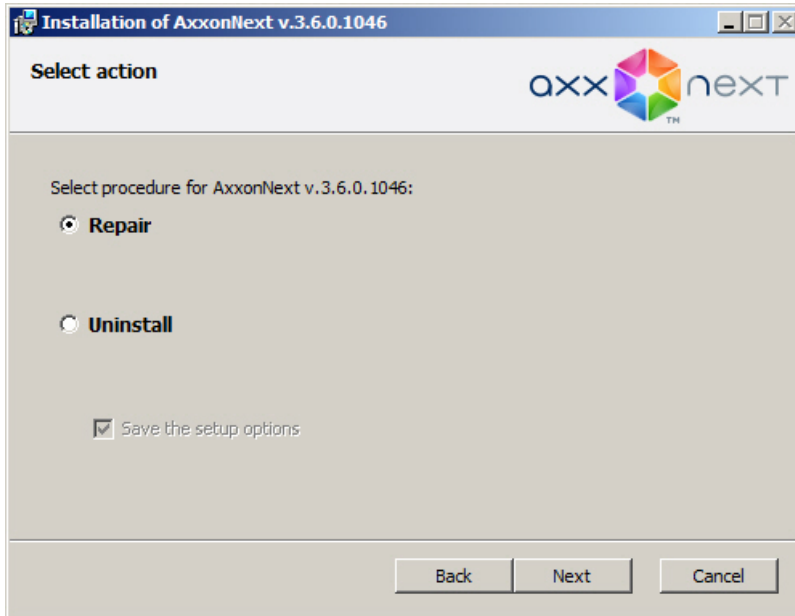 Installation of AxxonNext v.3.6.0.1046
Select action
axx next
TM
Select procedure for AxxonNext v.3.6.0.1046:
Repair
Uninstall
Save the setup options
Back Next Cancel